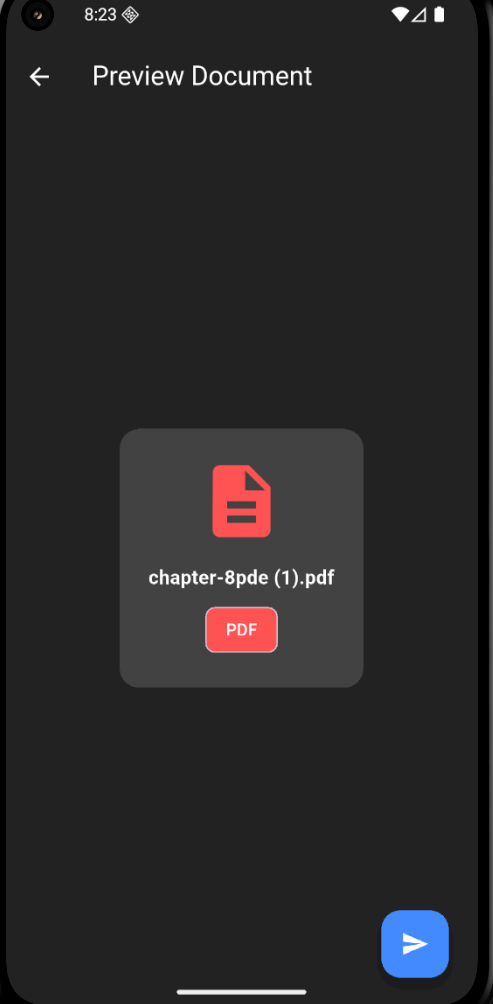 8:23
Preview Document
chapter-8pde (1).pdf
PDF